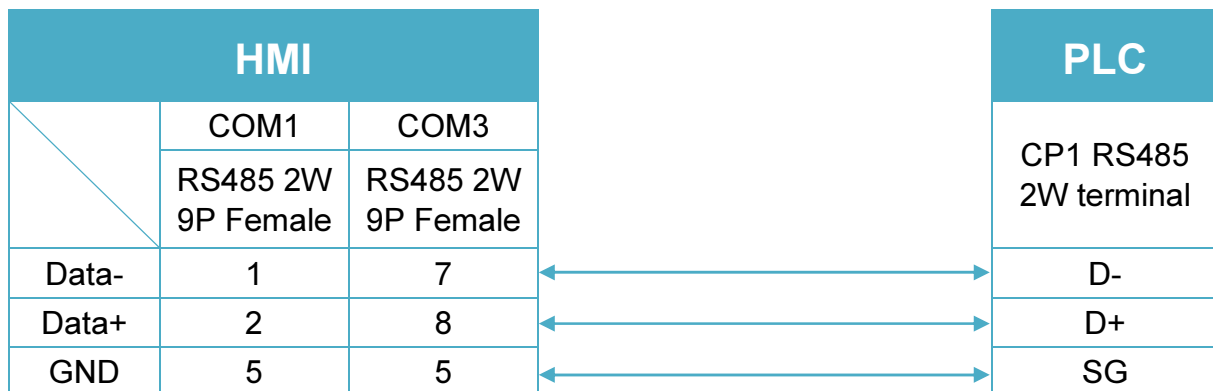 HMI PLC
COM1 COM3
RS485 2W
9P Female
RS485 2W
9P Female
CP1 RS485
2W terminal
Data- 1 7 D-
Data+ 2 8 D+
GND 5 5 SG